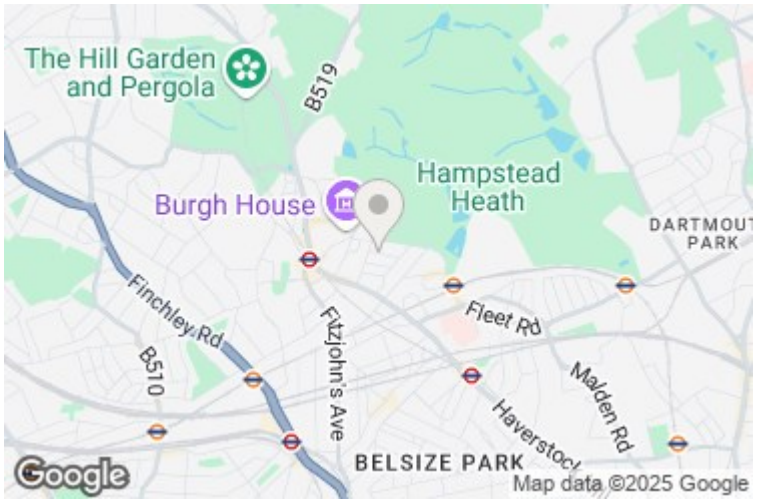 The Hill Garden
and Pergola
B519
Burgh House
Hampstead
Heath
DARTMOUT
PARK
Finchley Rd
Fitzjohn's Ave
Fleet Rd
B510
Malden Rd
Haverstock
BELSIZE PARK
Google
Map data ©2025 Google